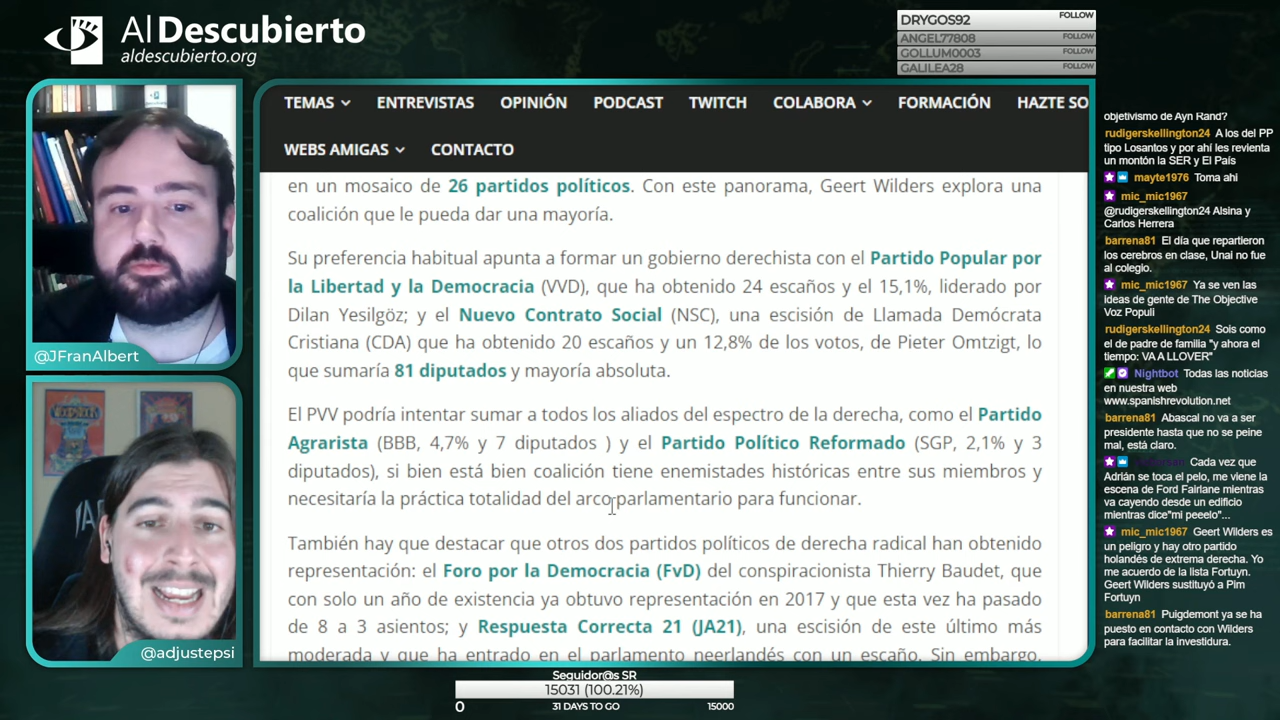 Al Descubierto
aldescubierto.org
DRYGOS92 FOLLOW
ANGEL77808 FOLLOW
GOLLUM0003 FOLLOW
GALILEA28 FOLLOW
TEMAS ENTREVISTAS OPINIÓN PODCAST TWITCH COLABORA FORMACIÓN HAZTE SO
WEBS AMIGAS CONTACTO
en un mosaico de 26 partidos políticos. Con este panorama, Geert Wilders explora una
coalición que le pueda dar una mayoría.
Su preferencia habitual apunta a formar un gobierno derechista con el Partido Popular por
la Libertad y la Democracia (VVD), que ha obtenido 24 escaños y el 15,1%, liderado por
Dilan Yesilgöz; y el Nuevo Contrato Social (NSC), una escisión de Llamada Demócrata
Cristiana (CDA) que ha obtenido 20 escaños y un 12,8% de los votos, de Pieter Omtzigt, lo
que sumaría 81 diputados y mayoría absoluta.
El PVV podría intentar sumar a todos los aliados del espectro de la derecha, como el Partido
Agrarista (BBB, 4,7% y 7 diputados ) y el Partido Político Reformado (SGP, 2,1% y 3
diputados), si bien está bien coalición tiene enemistades históricas entre sus miembros y
necesitaría la práctica totalidad del arco parlamentario para funcionar.
También hay que destacar que otros dos partidos políticos de derecha radical han obtenido
representación: el Foro por la Democracia (FvD) del conspiracionista Thierry Baudet, que
con solo un año de existencia ya obtuvo representación en 2017 y que esta vez ha pasado
de 8 a 3 asientos; y Respuesta Correcta 21 (JA21), una escisión de este último más
moderada y que ha entrado en el parlamento neerlandés con un escaño. Sin embargo,
@JFranAlbert
@adjustepsi
objetivismo de Ayn Rand?
rudigerskellington24 A los del PP
tipo Losantos y por ahí les revienta
un montón la SER y El País
mayte1976 Toma ahi
mic_mic1967
@rudigerskellington24 Alsina y
Carlos Herrera
barrena81 El día que repartieron
los cerebros en clase, Unai no fue
al colegio.
mic_mic1967 Ya se ven las
ideas de gente de The Objective
Voz Populi
rudigerskellington24 Sois como
el de padre de familia "y ahora el
tiempo: VA A LLOVER"
Nightbot Todas las noticias
en nuestra web
www.spanishrevolution.net
barrena81 Abascal no va a ser
presidente hasta que no se peine
mal, está claro.
Cada vez que
Adrián se toca el pelo, me viene la
escena de Ford Fairlane mientras
va cayendo desde un edificio
mientras dice"mi peeelo"...
mic_mic1967 Geert Wilders es
un peligro y hay otro partido
holandés de extrema derecha. Yo
me acuerdo de la lista Fortuyn.
Geert Wilders sustituyó a Pim
Fortuyn
barrena81 Puigdemont ya se ha
puesto en contacto con Wilders
para facilitar la investidura.
Seguidor@s SR
15031 (100.21%)
0 31 DAYS TO GO 15000